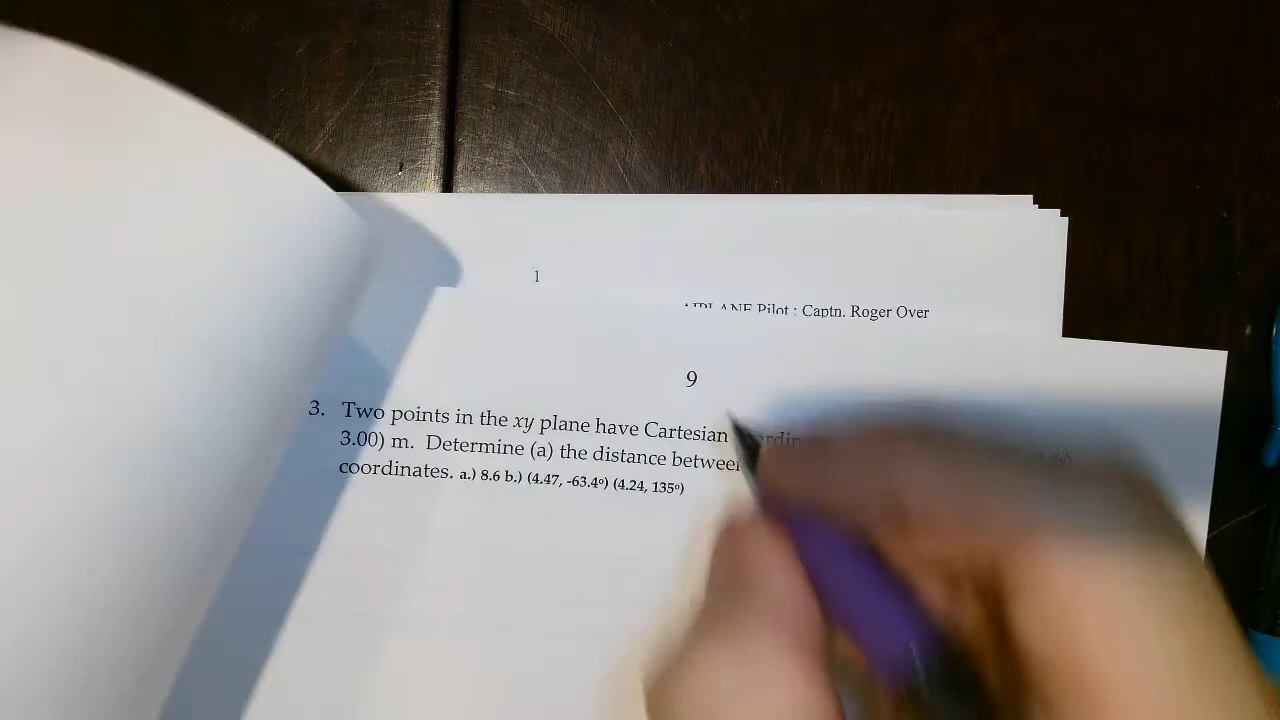 1
Pilot : Captn. Roger Over
9
3. Two points in the xy plane have Cartesian
3.00) m. Determine (a) the distance between
coordinates. a.) 8.6 b.) (4.47, -63.4º) (4.24, 135º)